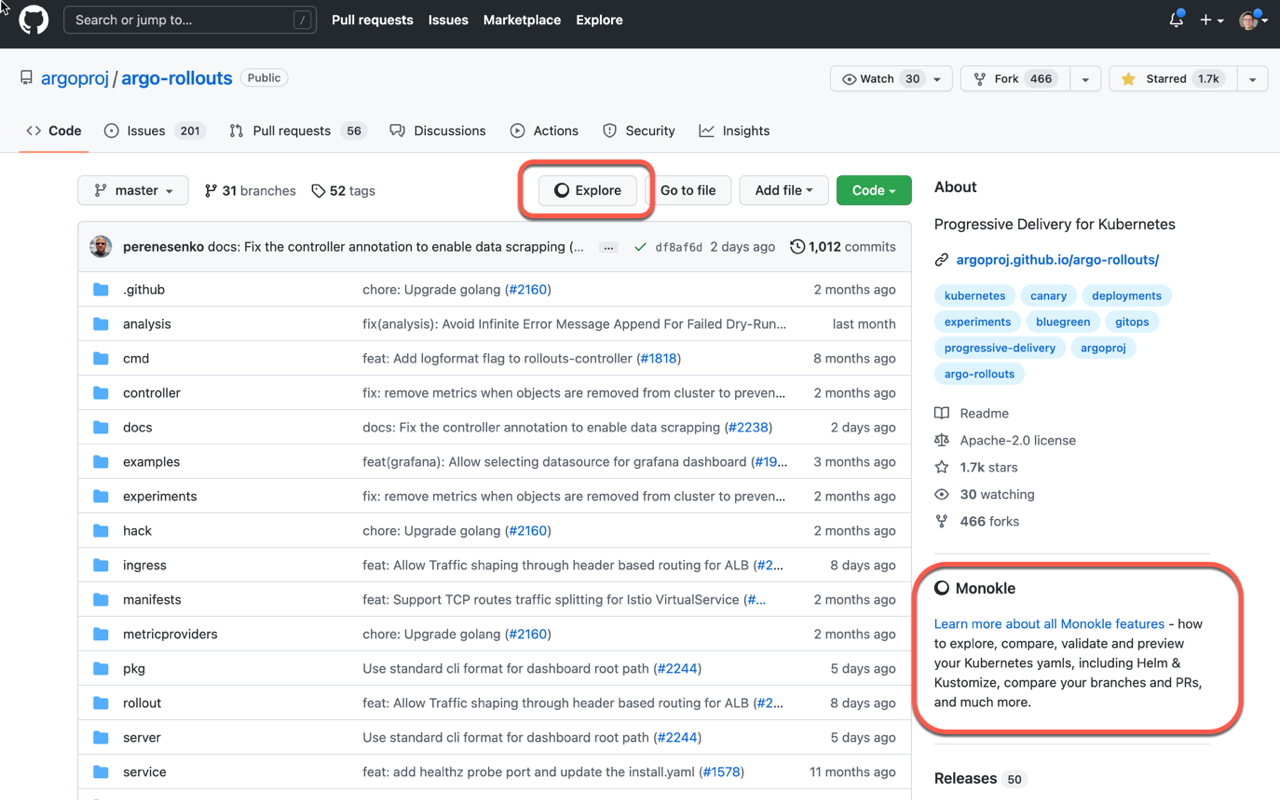 Search or jump to... /
Pull requests Issues Marketplace Explore
argoproj / argo-rollouts Public
Watch 30 Fork 466 Starred 1.7k
Code Issues 201 Pull requests 56 Discussions Actions Security Insights
master 31 branches 52 tags Explore Go to file Add file Code
perenesenko docs: Fix the controller annotation to enable data scrapping (... ... df8af6d 2 days ago 1,012 commits
.github chore: Upgrade golang (#2160) 2 months ago
analysis fix(analysis): Avoid Infinite Error Message Append For Failed Dry-Run... last month
cmd feat: Add logformat flag to rollouts-controller (#1818) 8 months ago
controller fix: remove metrics when objects are removed from cluster to preven... 2 months ago
docs docs: Fix the controller annotation to enable data scrapping (#2238) 2 days ago
examples feat(grafana): Allow selecting datasource for grafana dashboard (#19... 3 months ago
experiments fix: remove metrics when objects are removed from cluster to preven... 2 months ago
hack chore: Upgrade golang (#2160) 2 months ago
ingress feat: Allow Traffic shaping through header based routing for ALB (#2... 8 days ago
manifests feat: Support TCP routes traffic splitting for Istio VirtualService (#... 2 months ago
metricproviders chore: Upgrade golang (#2160) 2 months ago
pkg Use standard cli format for dashboard root path (#2244) 5 days ago
rollout feat: Allow Traffic shaping through header based routing for ALB (#2... 8 days ago
server Use standard cli format for dashboard root path (#2244) 5 days ago
service feat: add healthz probe port and update the install.yaml (#1578) 11 months ago
About
Progressive Delivery for Kubernetes
argoproj.github.io/argo-rollouts/
kubernetes canary deployments
experiments bluegreen gitops
progressive-delivery argoproj
argo-rollouts
Readme
Apache-2.0 license
1.7k stars
30 watching
466 forks
Monokle
Learn more about all Monokle features - how
to explore, compare, validate and preview
your Kubernetes yamls, including Helm &
Kustomize, compare your branches and PRs,
and much more.
Releases 50